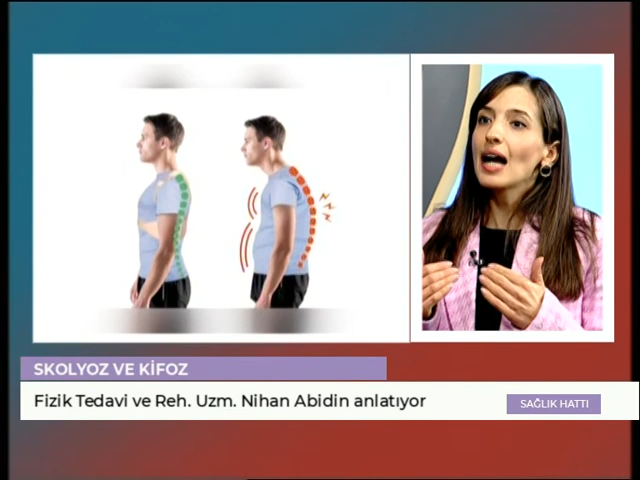 SKOLYOZ VE KİFOZ
Fizik Tedavi ve Reh. Uzm. Nihan Abidin anlatıyor
SAĞLIK HATTI